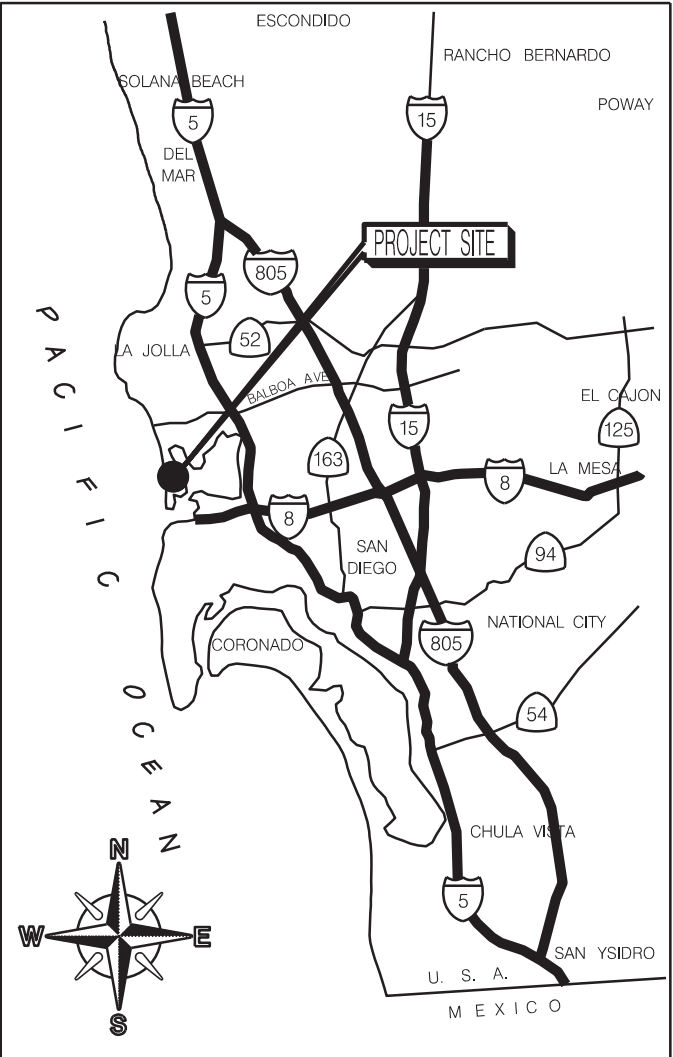 ESCONDIDO
RANCHO BERNARDO
SOLANA BEACH
POWAY
5
15
DEL
MAR
PROJECT SITE
805
5
PACIFIC
OCEAN
LA JOLLA
52
BALBOA AVE
EL CAJON
125
15
163
LA MESA
8
8
SAN
DIEGO
94
NATIONAL CITY
CORONADO
805
54
CHULA VISTA
N
W
E
S
5
SAN YSIDRO
U. S. A.
MEXICO